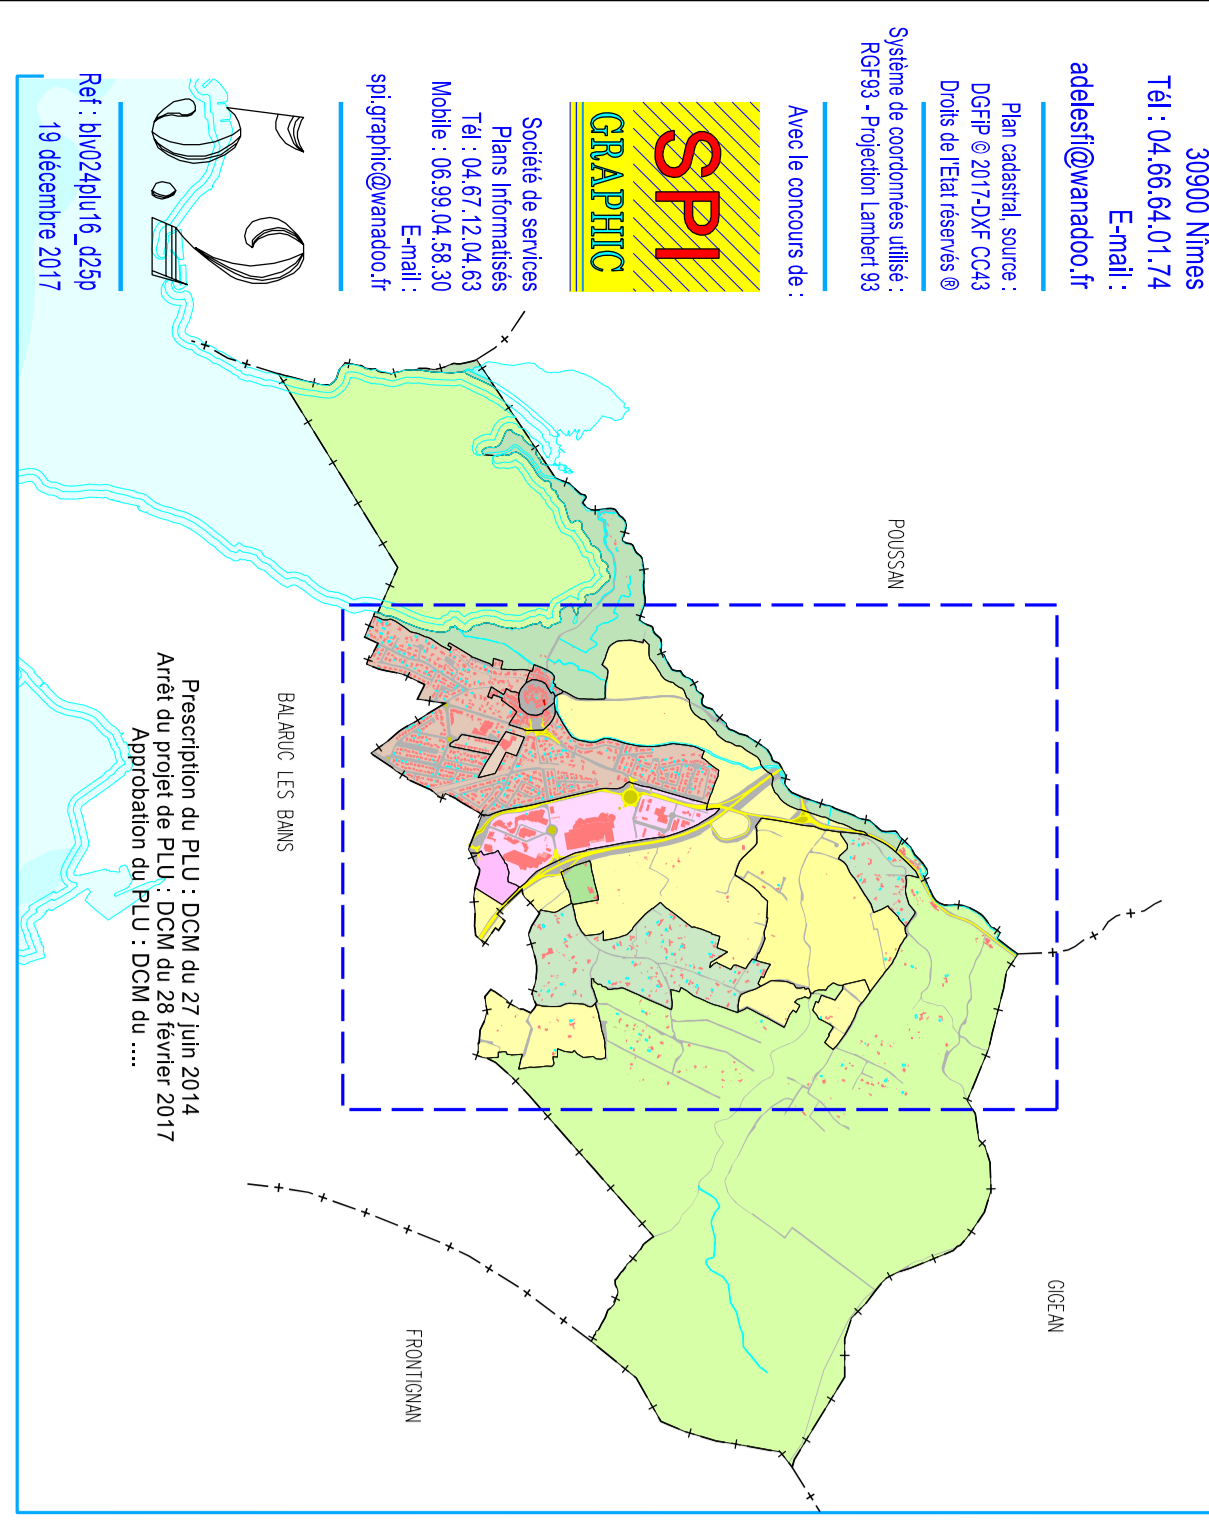 30900 Nîmes
Tél : 04.66.64.01.74
E-mail :
adelesfi@wanadoo.fr
Plan cadastral, source :
DGFiP © 2017-DXF CC43
Droits de l'Etat réservés ®
Système de coordonnées utilisé :
RGF93 - Projection Lambert 93
Avec le concours de :
SPI
GRAPHIC
Société de services
Plans Informatisés
Tél : 04.67.12.04.63
Mobile : 06.99.04.58.30
E-mail :
spi.graphic@wanadoo.fr
5.2
Ref : blv024plu16_d25p
19 décembre 2017
POUSSAN
GIGEAN
BALARUC LES BAINS
FRONTIGNAN
Prescription du PLU : DCM du 27 juin 2014
Arrêt du projet de PLU : DCM du 28 février 2017
Approbation du PLU : DCM du ....